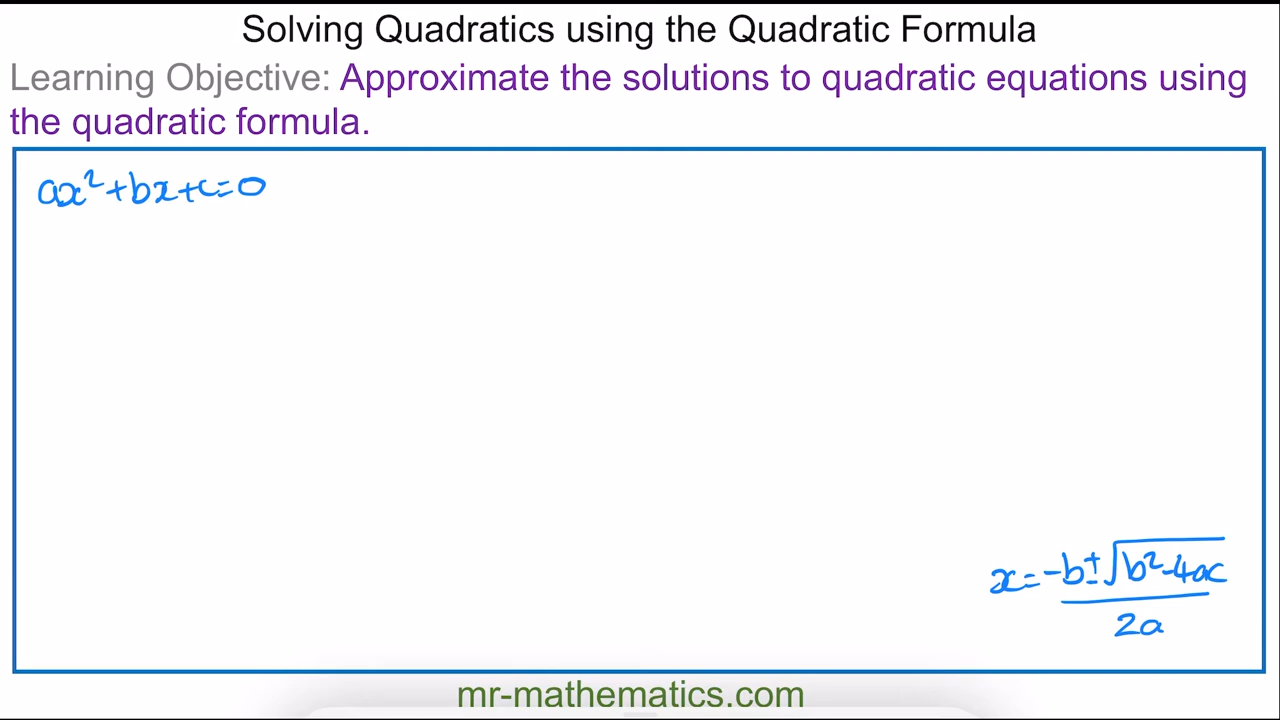 Solving Quadratics using the Quadratic Formula
Learning Objective: Approximate the solutions to quadratic equations using
the quadratic formula.
ax²+bx+c=0
x=-b±√b²-4ac
2a
mr-mathematics.com